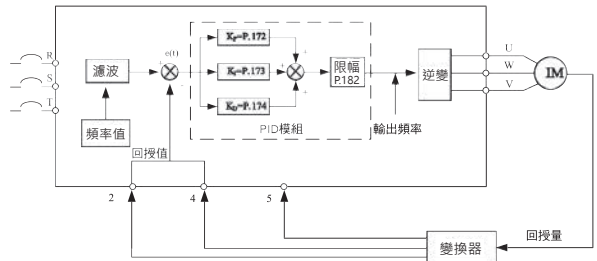 R
S
T
濾波
頻率值
e(t)
+
-
KP=P.172
KI=P.173
KD=P.174
+
+
+
限幅
P.182
PID模組
輸出頻率
逆變
U
W
V
IM
回授值
2
4
5
變換器
回授量